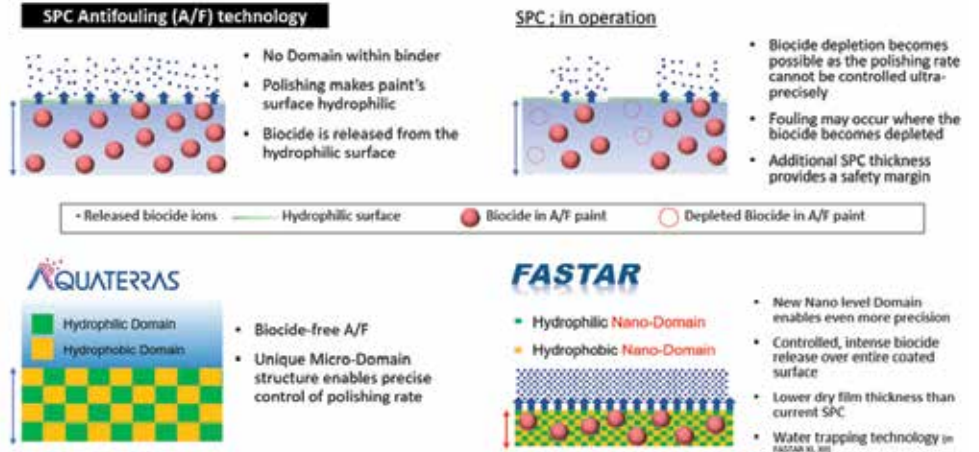 SPC Antifouling (A/F) technology
• No Domain within binder
• Polishing makes paint's
surface hydrophilic
• Biocide is released from the
hydrophilic surface
SPC ; in operation
• Biocide depletion becomes
possible as the polishing rate
cannot be controlled ultra-
precisely
• Fouling may occur where the
biocide becomes depleted
• Additional SPC thickness
provides a safety margin
• Released biocide ions
Hydrophilic surface
Biocide in A/F paint
Depleted Biocide in A/F paint
AQUATERRAS
Hydrophilic Domain
Hydrophobic Domain
• Biocide-free A/F
• Unique Micro-Domain
structure enables precise
control of polishing rate
FASTAR
• Hydrophilic Nano-Domain
• Hydrophobic Nano-Domain
• New Nano level Domain
enables even more precision
• Controlled, intense biocide
release over entire coated
surface
• Lower dry film thickness than
current SPC
• Water trapping technology (in